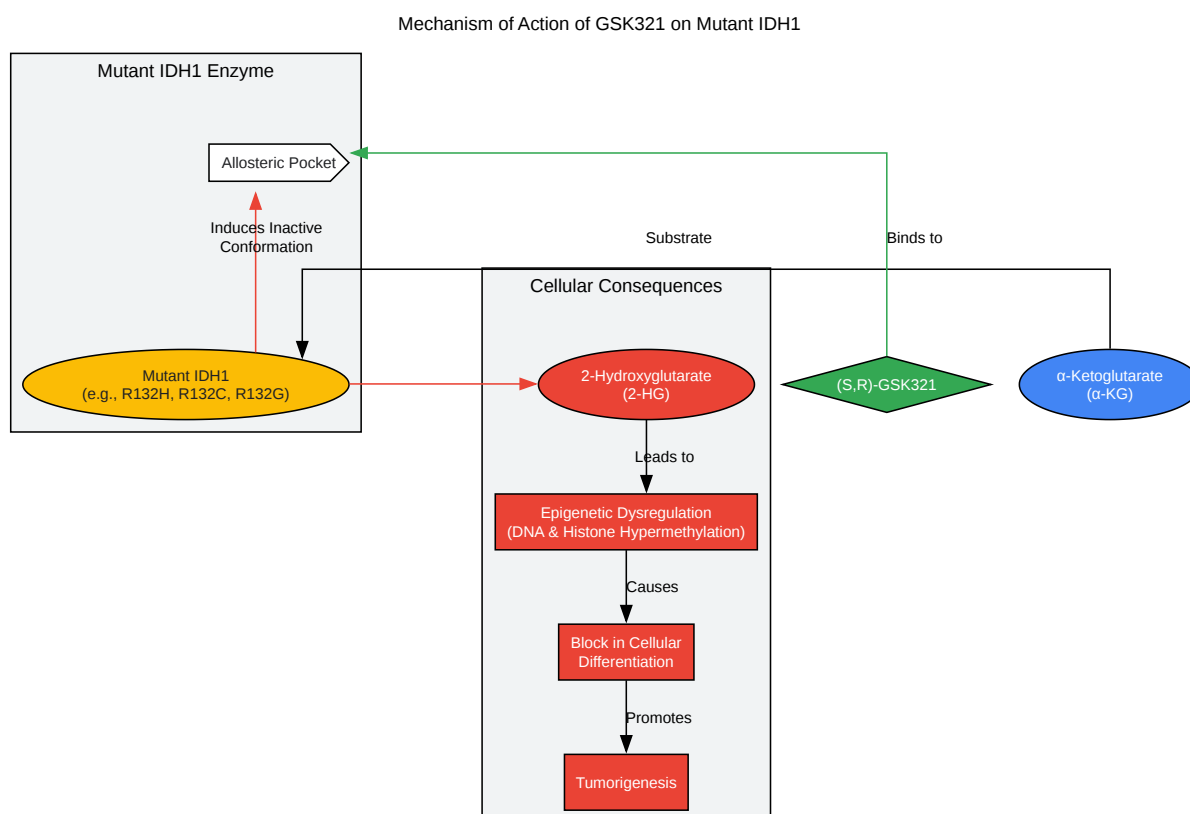 Mechanism of Action of GSK321 on Mutant IDH1
Mutant IDH1 Enzyme
Allosteric Pocket
Induces Inactive
Conformation
Substrate
Binds to
Cellular Consequences
Mutant IDH1
(e.g., R132H, R132C, R132G)
2-Hydroxyglutarate
(2-HG)
(S,R)-GSK321
α-Ketoglutarate
(α-KG)
Leads to
Epigenetic Dysregulation
(DNA & Histone Hypermethylation)
Causes
Block in Cellular
Differentiation
Promotes
Tumorigenesis